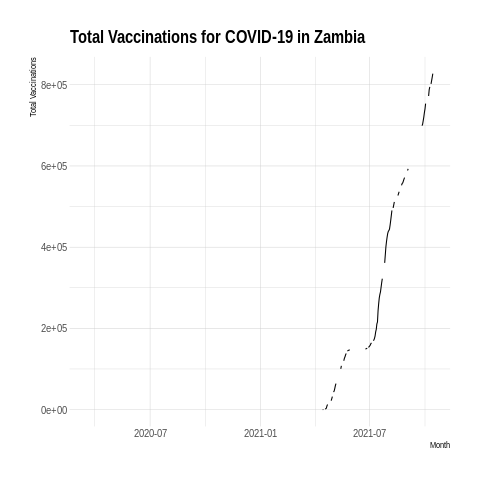 Total Vaccinations for COVID-19 in Zambia
Total Vaccinations
8e+05
6e+05
4e+05
2e+05
0e+00
2020-07 2021-01 2021-07
Month